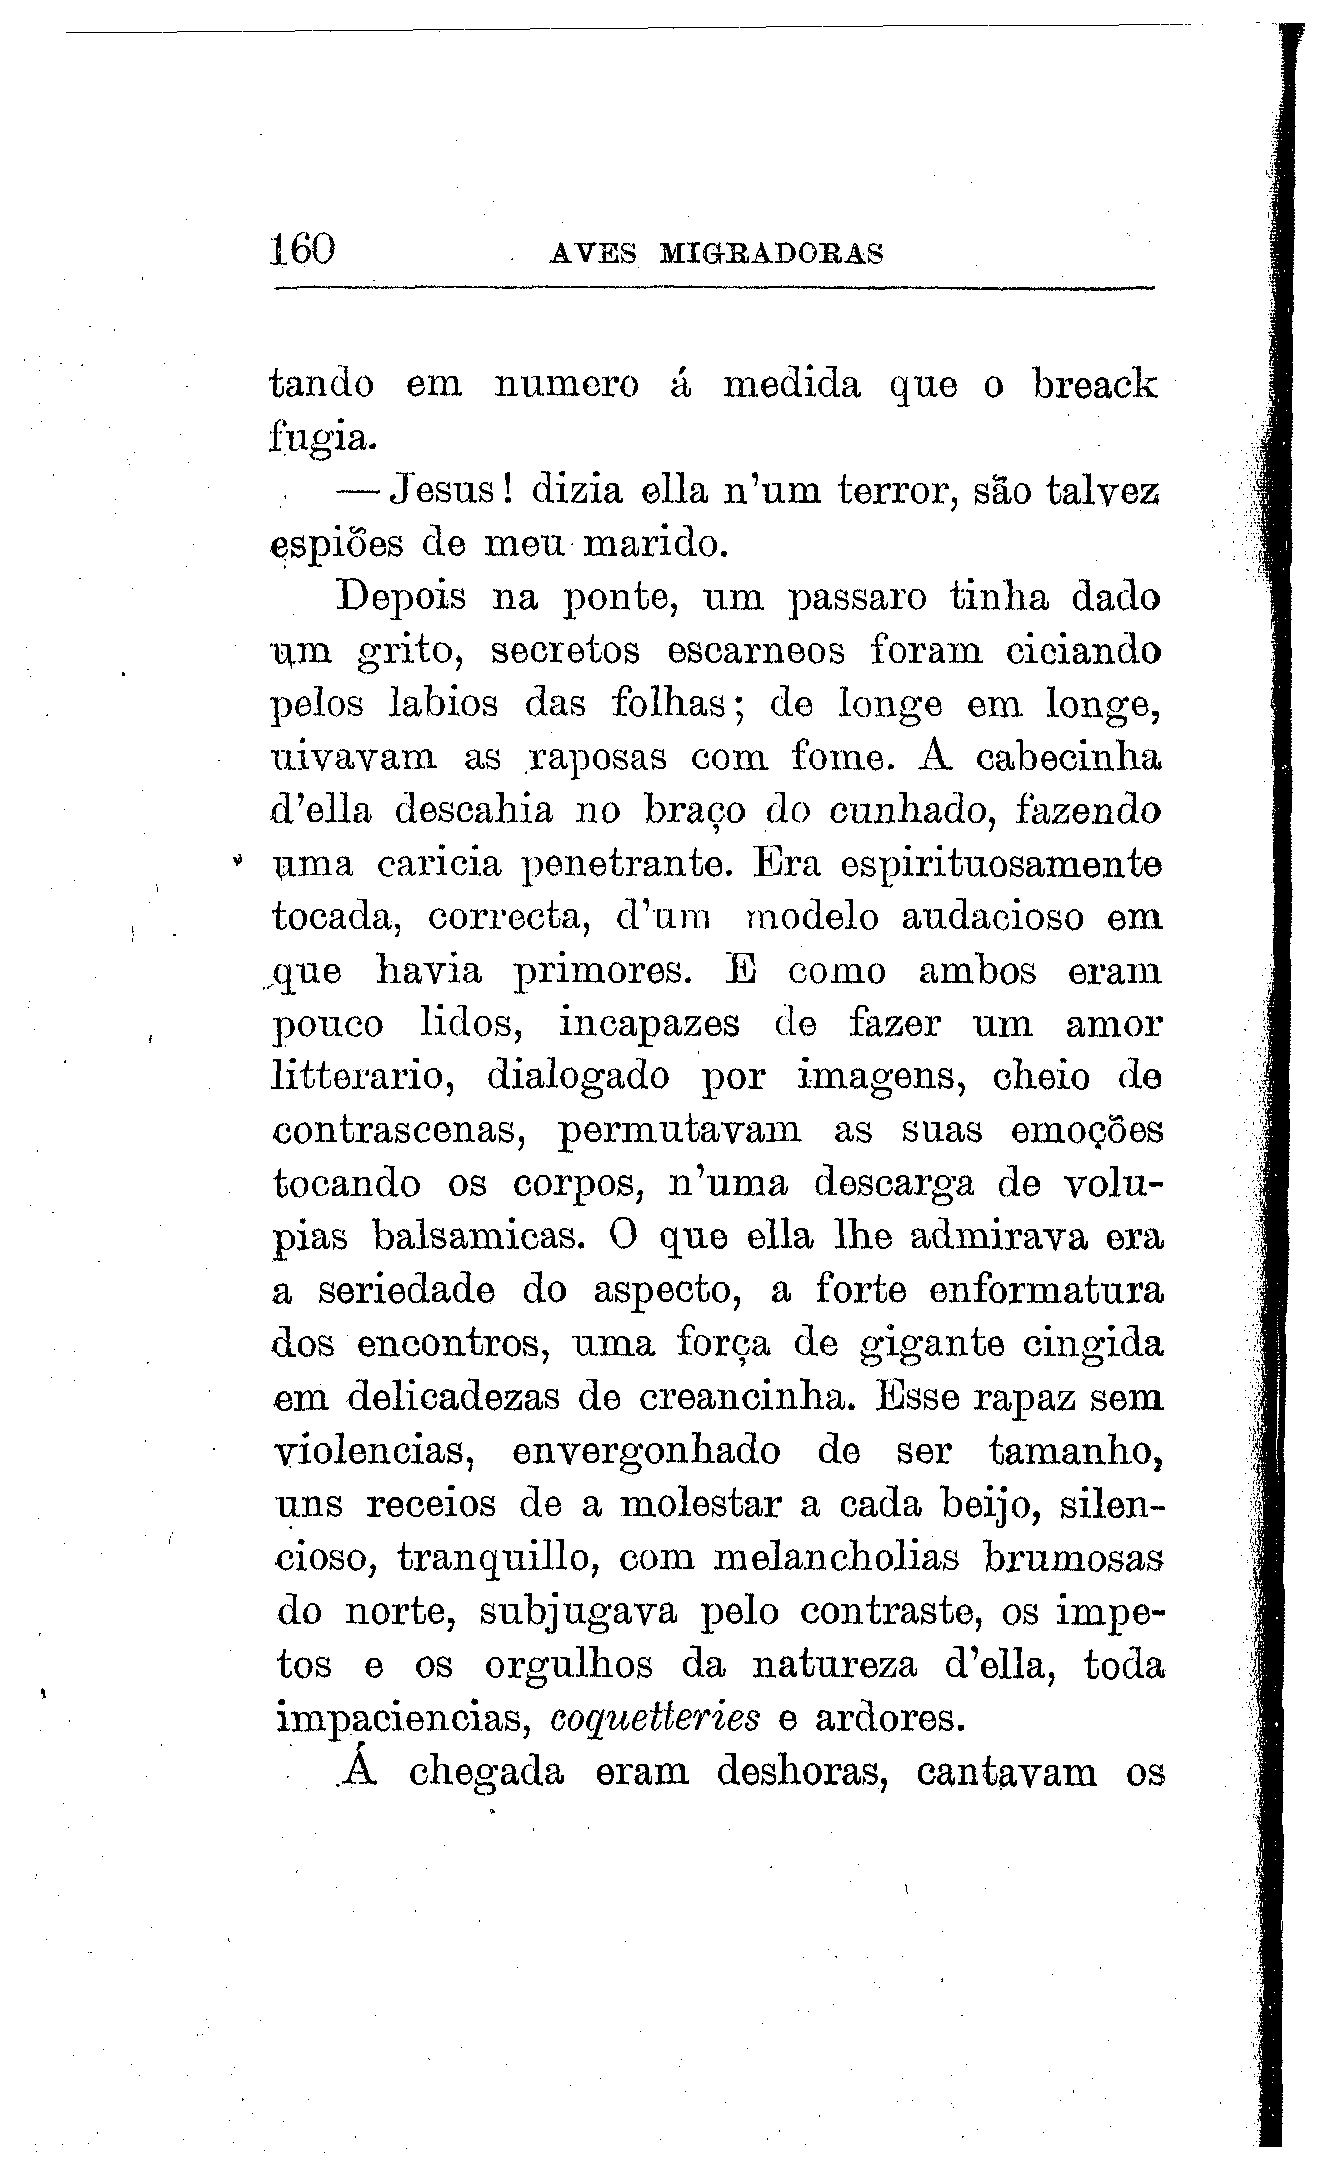 160 AVES MIGRADORAS
tando em numero á medida que o breack
fugia.
— Jesus! dizia ella n'um terror, são talvez
espiões de meu marido.
Depois na ponte, um passaro tinha dado
um grito, secretos escarneos foram ciciando
pelos labios das folhas; de longe em longe,
uivavam as raposas com fome. A cabecinha
d'ella descahia no braço do cunhado, fazendo
uma caricia penetrante. Era espirituosamente
tocada, correcta, d'um modelo audacioso em
que havia primores. E como ambos eram
pouco lidos, incapazes de fazer um amor
litterario, dialogado por imagens, cheio de
contrascenas, permutavam as suas emoções
tocando os corpos, n'uma descarga de volu-
pias balsamicas. O que ella lhe admirava era
a seriedade do aspecto, a forte enformatura
dos encontros, uma força de gigante cingida
em delicadezas de creancinha. Esse rapaz sem
violencias, envergonhado de ser tamanho,
uns receios de a molestar a cada beijo, silen-
cioso, tranquillo, com melancholias brumosas
do norte, subjugava pelo contraste, os impe-
tos e os orgulhos da natureza d'ella, toda
impaciencias, coquetteries e ardores.
Á chegada eram deshoras, cantavam os